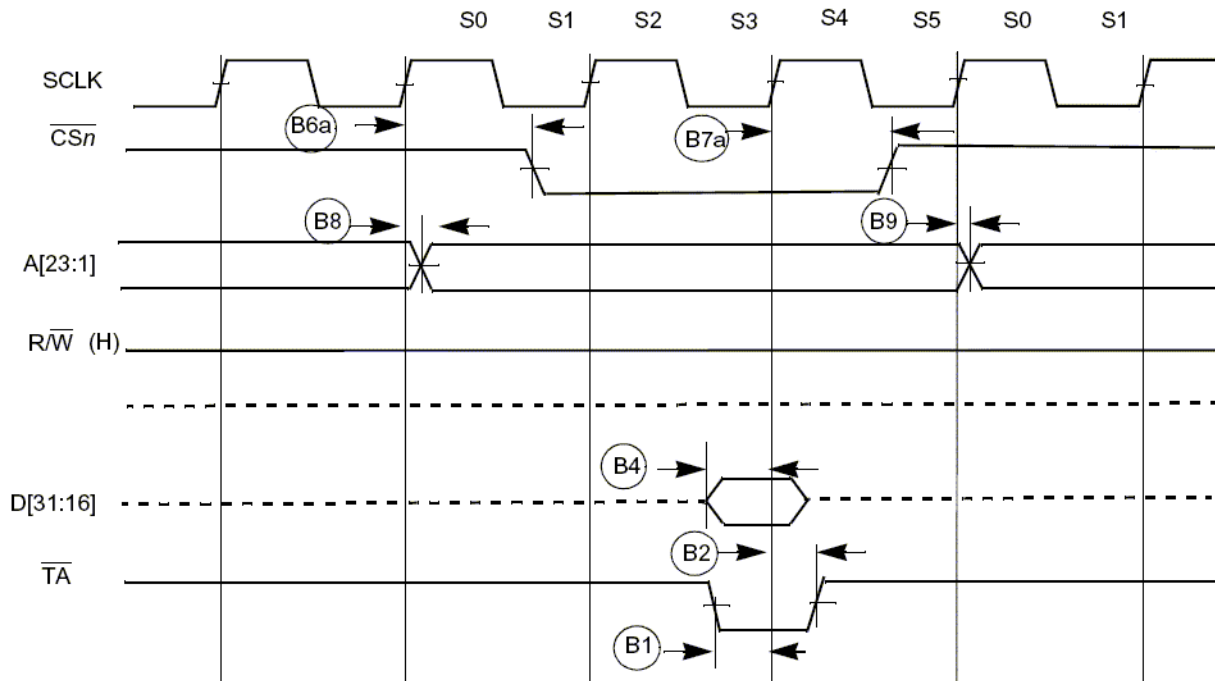 S0 S1 S2 S3 S4 S5 S0 S1
SCLK
B6a B7a
CSn
B8 B9
A[23:1]
R/W (H)
B4
D[31:16]
B2
TA
B1